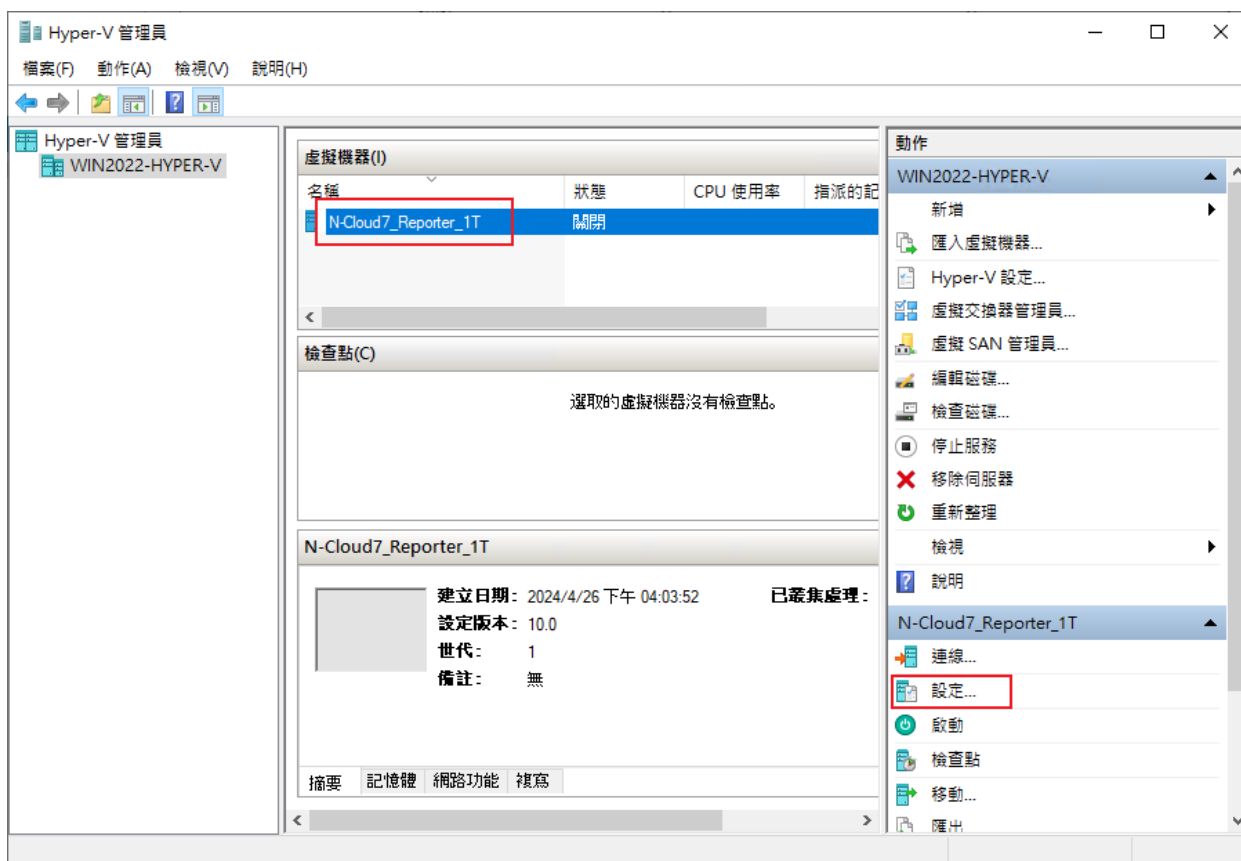 Hyper-V 管理員
檔案(F) 動作(A) 檢視(V) 說明(H)
Hyper-V 管理員
WIN2022-HYPER-V
虛擬機器(I)
名稱 狀態 CPU 使用率 指派的記
N-Cloud7_Reporter_1T 關閉
檢查點(C)
選取的虛擬機器沒有檢查點。
N-Cloud7_Reporter_1T
建立日期: 2024/4/26 下午 04:03:52 已叢集處理:
設定版本: 10.0
世代: 1
備註: 無
摘要 記憶體 網路功能 複寫
動作
WIN2022-HYPER-V
新增
匯入虛擬機器...
Hyper-V 設定...
虛擬交換器管理員...
虛擬 SAN 管理員...
編輯磁碟...
檢查磁碟...
停止服務
移除伺服器
重新整理
檢視
說明
N-Cloud7_Reporter_1T
連線...
設定...
啟動
檢查點
移動...
匯出